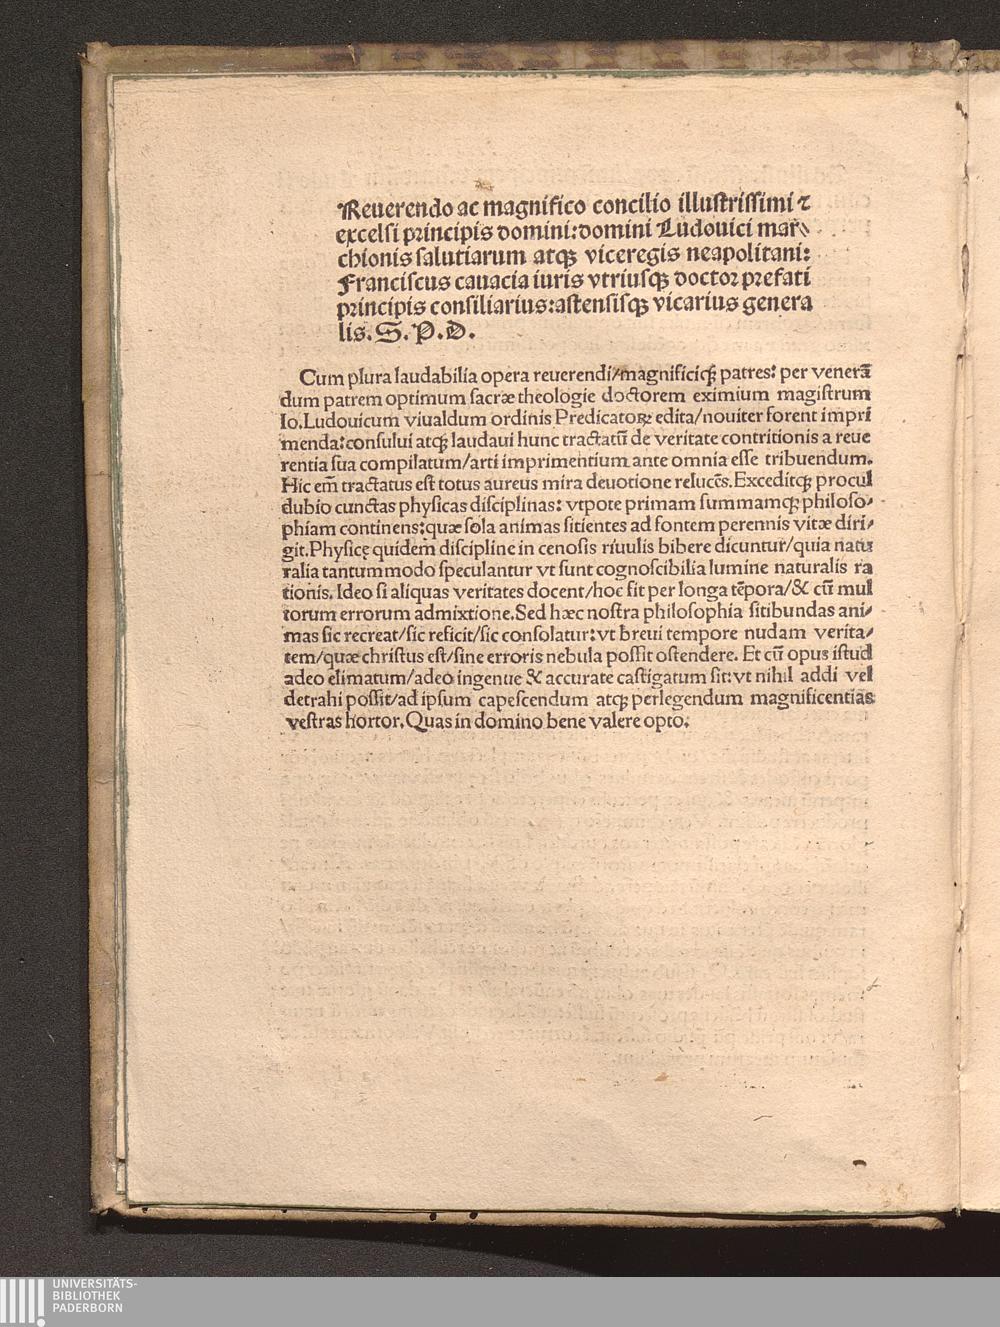 Reuerendo ac magnifico concilio illustrissimi ⁊
excelsi principis domini:domini Ludouici mar⸗
chionis salutiarum atqꝫ viceregis neapolitani:
Franciscus cauacia iuris vtriusqꝫ doctor prefati
principis consiliarius:astensisqꝫ vicarius genera
lis. S. P. D.
Cum plura laudabilia opera reuerendi/magnificiqꝫ patres: per venerā
dum patrem optimum sacræ theologie doctorem eximium magistrum
Io.Ludouicum viualdum ordinis Predicatoꝝ edita/nouiter forent impri
menda:consului atqꝫ laudaui hunc tractatū de veritate contritionis a reue
rentia sua compilatum/arti imprimentium ante omnia esse tribuendum.
Hic em̄ tractatus est totus aureus mira deuotione relucēs.Exceditqꝫ procul
dubio cunctas physicas disciplinas: vtpote primam summamqꝫ philoso/
phiam continens:quæ sola animas sitientes ad fontem perennis vitæ diri/
git.Physicę quidem discipline in cenosis riuulis bibere dicuntur/quia natu
ralia tantummodo speculantur vt sunt cognoscibilia lumine naturalis ra
tionis. Ideo si aliquas veritates docent/hoc fit per longa tēpora/& cū mul
torum errorum admixtione.Sed hæc nostra philosophia sitibundas ani/
mas sic recreat/sic reficit/sic consolatur:vt breui tempore nudam verita/
tem/quæ christus est/sine erroris nebula possit ostendere. Et cū opus istud
adeo elimatum/adeo ingenue & accurate castigatum sit:vt nihil addi vel
detrahi possit/ad ipsum capescendum atqꝫ perlegendum magnificentias
vestras hortor.Quas in domino bene valere opto.
UNIVERSITÄTS-
BIBLIOTHEK
PADERBORN